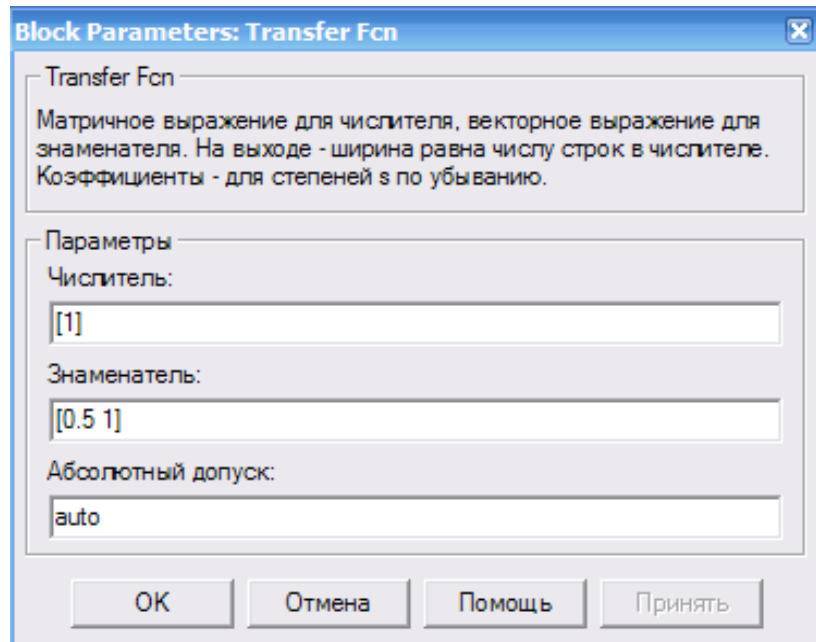 Block Parameters: Transfer Fcn
Transfer Fcn
Матричное выражение для числителя, векторное выражение для
знаменателя. На выходе - ширина равна числу строк в числителе.
Коэффициенты - для степеней s по убыванию.
Параметры
Числитель:
[1]
Знаменатель:
[0.5 1]
Абсолютный допуск:
auto
OK Отмена Помощь Принять